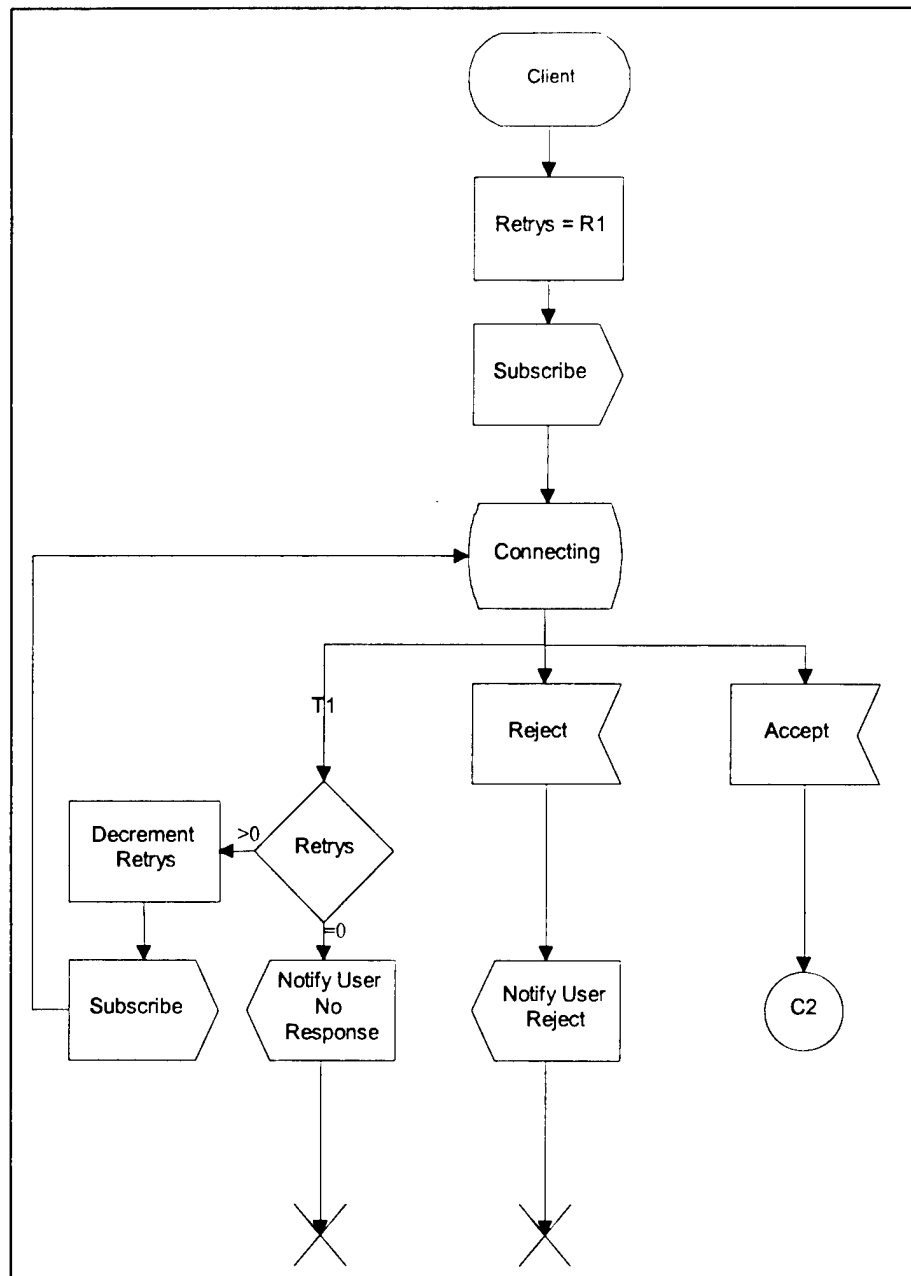 Client
Retrys = R1
Subscribe
Connecting
T1
Reject
Accept
>0
Decrement
Retrys
Retrys
=0
Subscribe
Notify User
No
Response
Notify User
Reject
C2